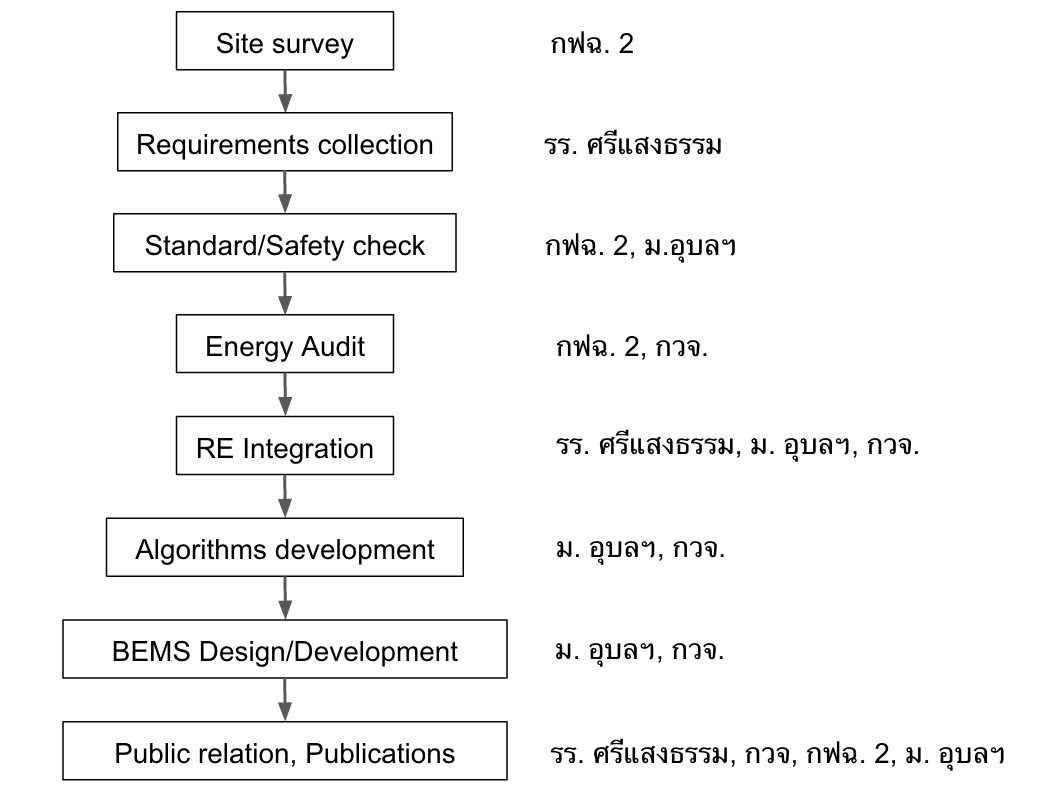 Site survey กฟฉ. 2
Requirements collection รร. ศรีแสงธรรม
Standard/Safety check กฟฉ. 2, ม.อุบลฯ
Energy Audit กฟฉ. 2, กวจ.
RE Integration รร. ศรีแสงธรรม, ม. อุบลฯ, กวจ.
Algorithms development ม. อุบลฯ, กวจ.
BEMS Design/Development ม. อุบลฯ, กวจ.
Public relation, Publications รร. ศรีแสงธรรม, กวจ, กฟฉ. 2, ม. อุบลฯ